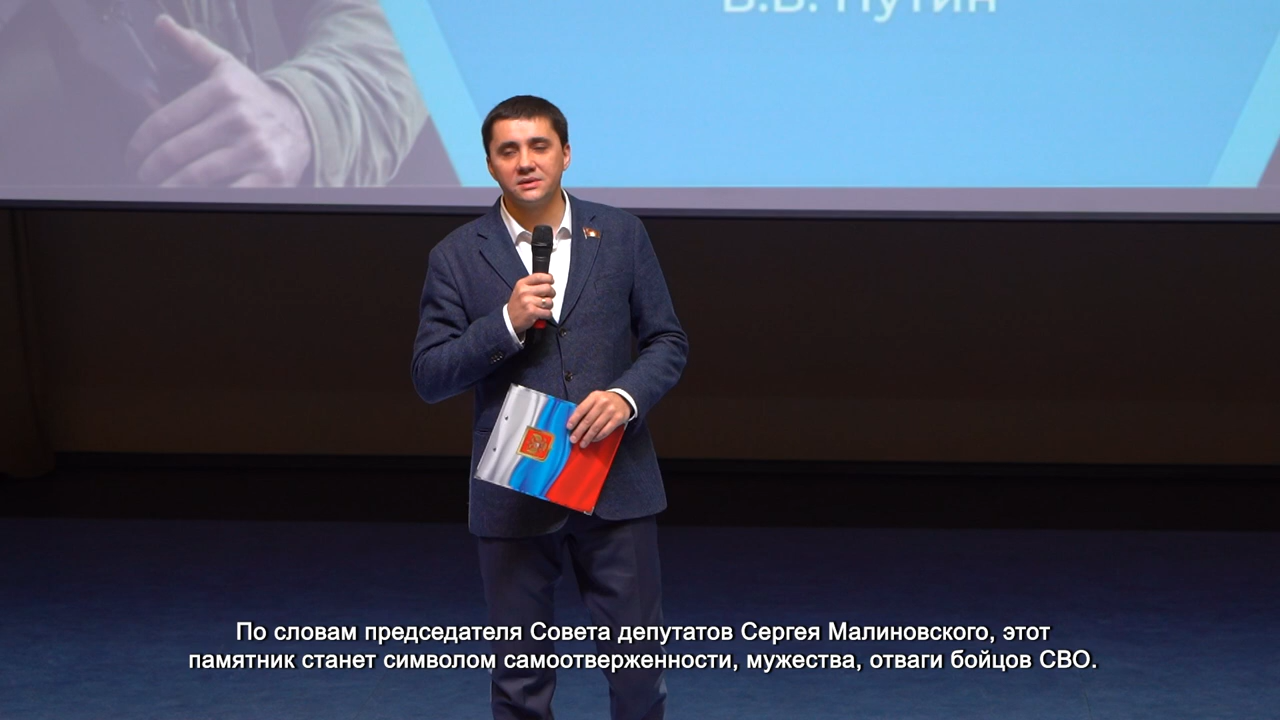 В.В. Путин
По словам председателя Совета депутатов Сергея Малиновского, этот
памятник станет символом самоотверженности, мужества, отваги бойцов СВО.